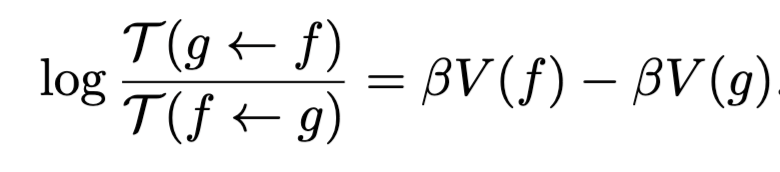 log 𝒯(g ← f) / 𝒯(f ← g) = βV(f) − βV(g).